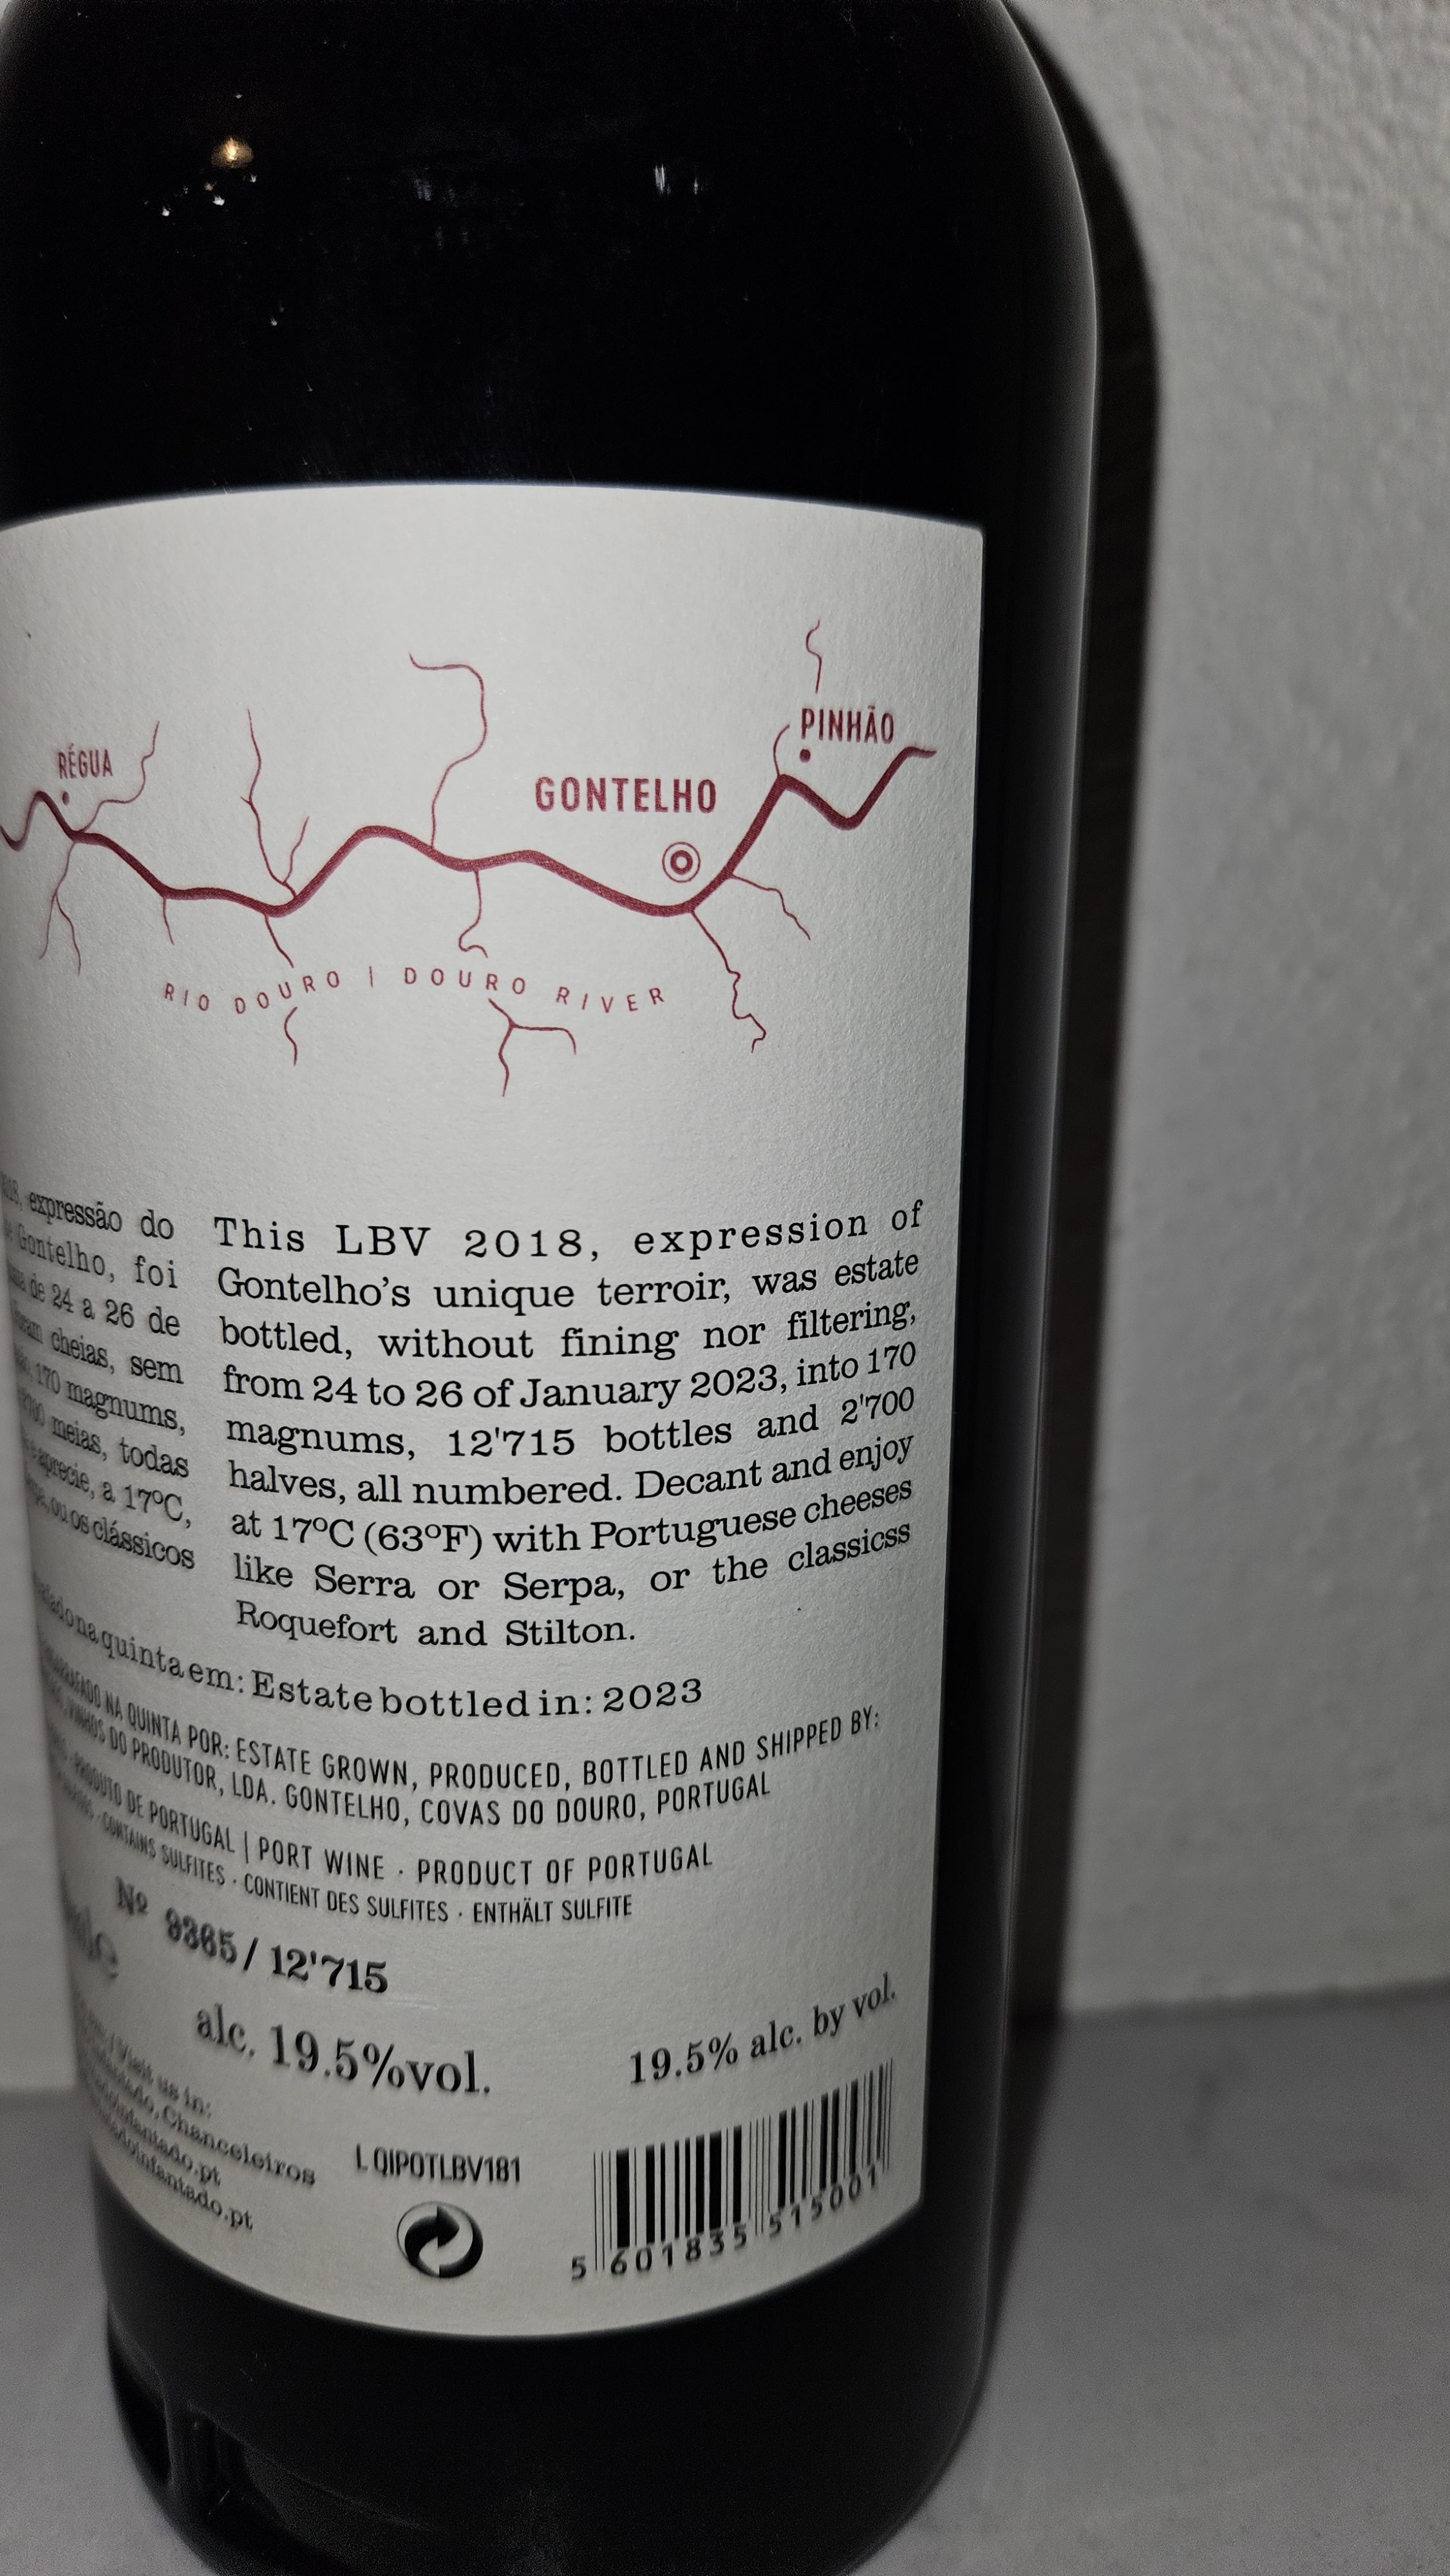 RÉGUA
PINHÃO
GONTELHO
RIO DOURO | DOURO RIVER
expressão do
Gontelho, foi
de 24 a 26 de
cheias, sem
170 magnums,
meias, todas
aprecie, a 17ºC,
ou os clássicos
This LBV 2018, expression of
Gontelho's unique terroir, was estate
bottled, without fining nor filtering,
from 24 to 26 of January 2023, into 170
magnums, 12'715 bottles and 2'700
halves, all numbered. Decant and enjoy
at 17ºC (63ºF) with Portuguese cheeses
like Serra or Serpa, or the classicss
Roquefort and Stilton.
na quinta em: Estate bottled in: 2023
NA QUINTA POR: ESTATE GROWN, PRODUCED, BOTTLED AND SHIPPED BY:
VINHOS DO PRODUTOR, LDA. GONTELHO, COVAS DO DOURO, PORTUGAL
PRODUTO DE PORTUGAL | PORT WINE · PRODUCT OF PORTUGAL
CONTAINS SULFITES · CONTIENT DES SULFITES · ENTHÄLT SULFITE
Nº 9365 / 12'715
alc. 19.5%vol.
19.5% alc. by vol.
Visit us in:
Chanceleiros
L QIPOTLBV181
5 601835 515001